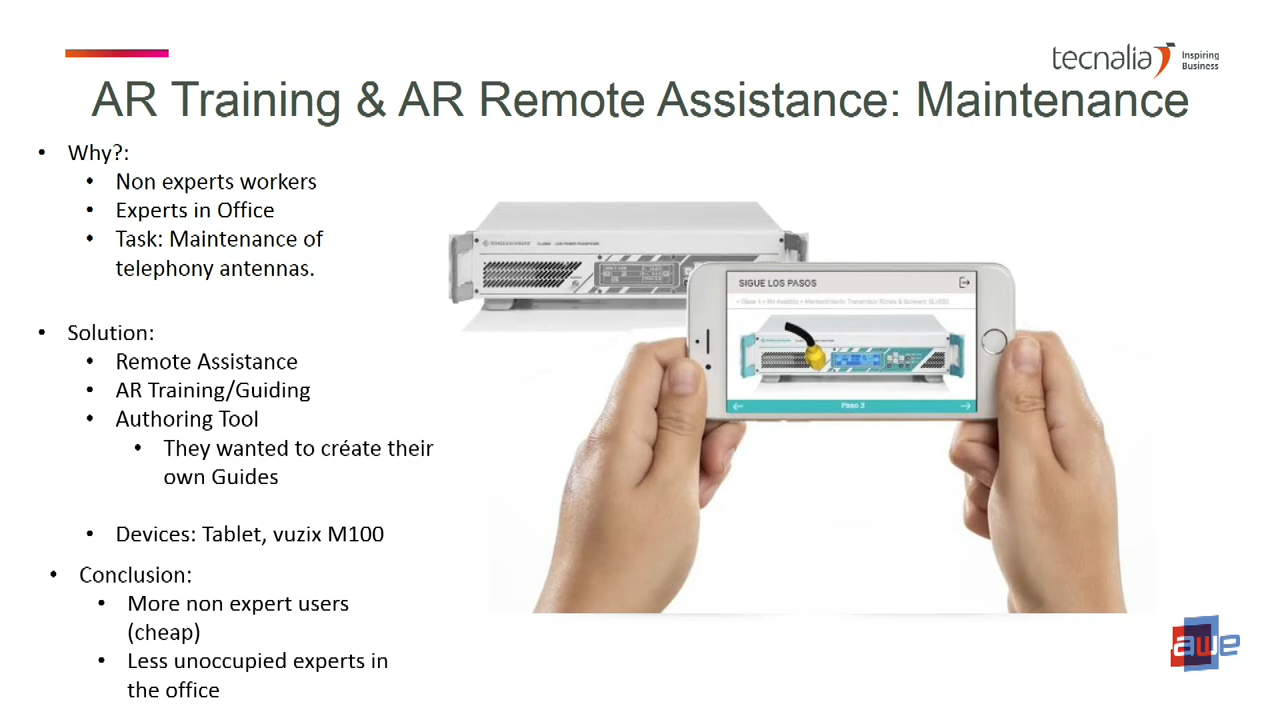 tecnalia Inspiring
Business
AR Training & AR Remote Assistance: Maintenance
• Why?:
• Non experts workers
• Experts in Office
• Task: Maintenance of
telephony antennas.
• Solution:
• Remote Assistance
• AR Training/Guiding
• Authoring Tool
• They wanted to créate their
own Guides
• Devices: Tablet, vuzix M100
• Conclusion:
• More non expert users
(cheap)
• Less unoccupied experts in
the office
SIGUE LOS PASOS
Paso 3
awe